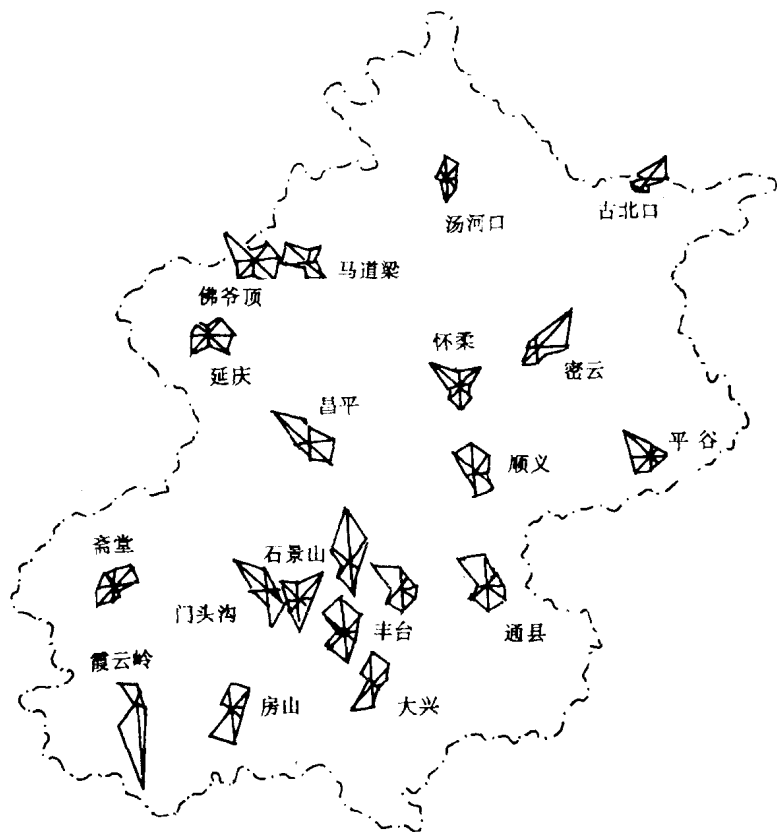 汤河口
古北口
马道梁
佛爷顶
延庆
怀柔
密云
昌平
平谷
顺义
斋堂
石景山
门头沟
丰台
通县
霞云岭
房山
大兴